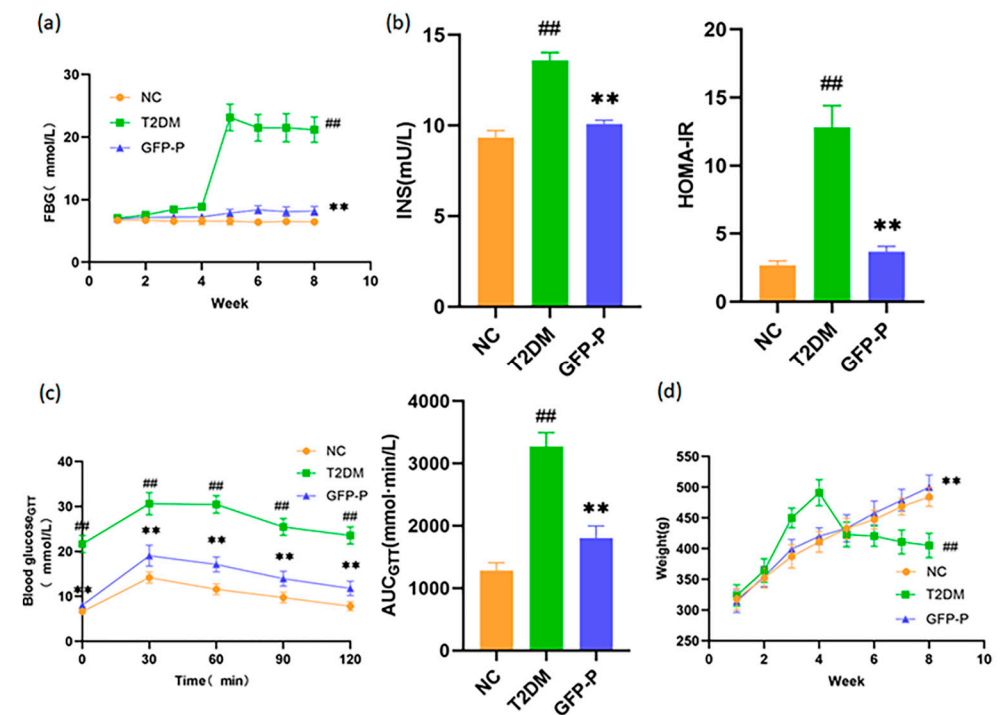 (a)
FBG( mmol/L)
30
20
10
0
0 2 4 6 8 10
Week
NC
T2DM
GFP-P
##
**
(b)
INS(mU/L)
15
10
5
0
##
**
NC
T2DM
GFP-P
HOMA-IR
20
15
10
5
0
##
**
NC
T2DM
GFP-P
(c)
Blood glucoseGTT
( mmol/L)
40
30
20
10
0
0 30 60 90 120
Time( min)
NC
T2DM
GFP-P
## ## ## ## ##
** ** ** ** **
AUCGTT(mmol·min/L)
4000
3000
2000
1000
0
##
**
NC
T2DM
GFP-P
(d)
Weight(g)
550
500
450
400
350
300
250
0 2 4 6 8 10
Week
**
##
NC
T2DM
GFP-P